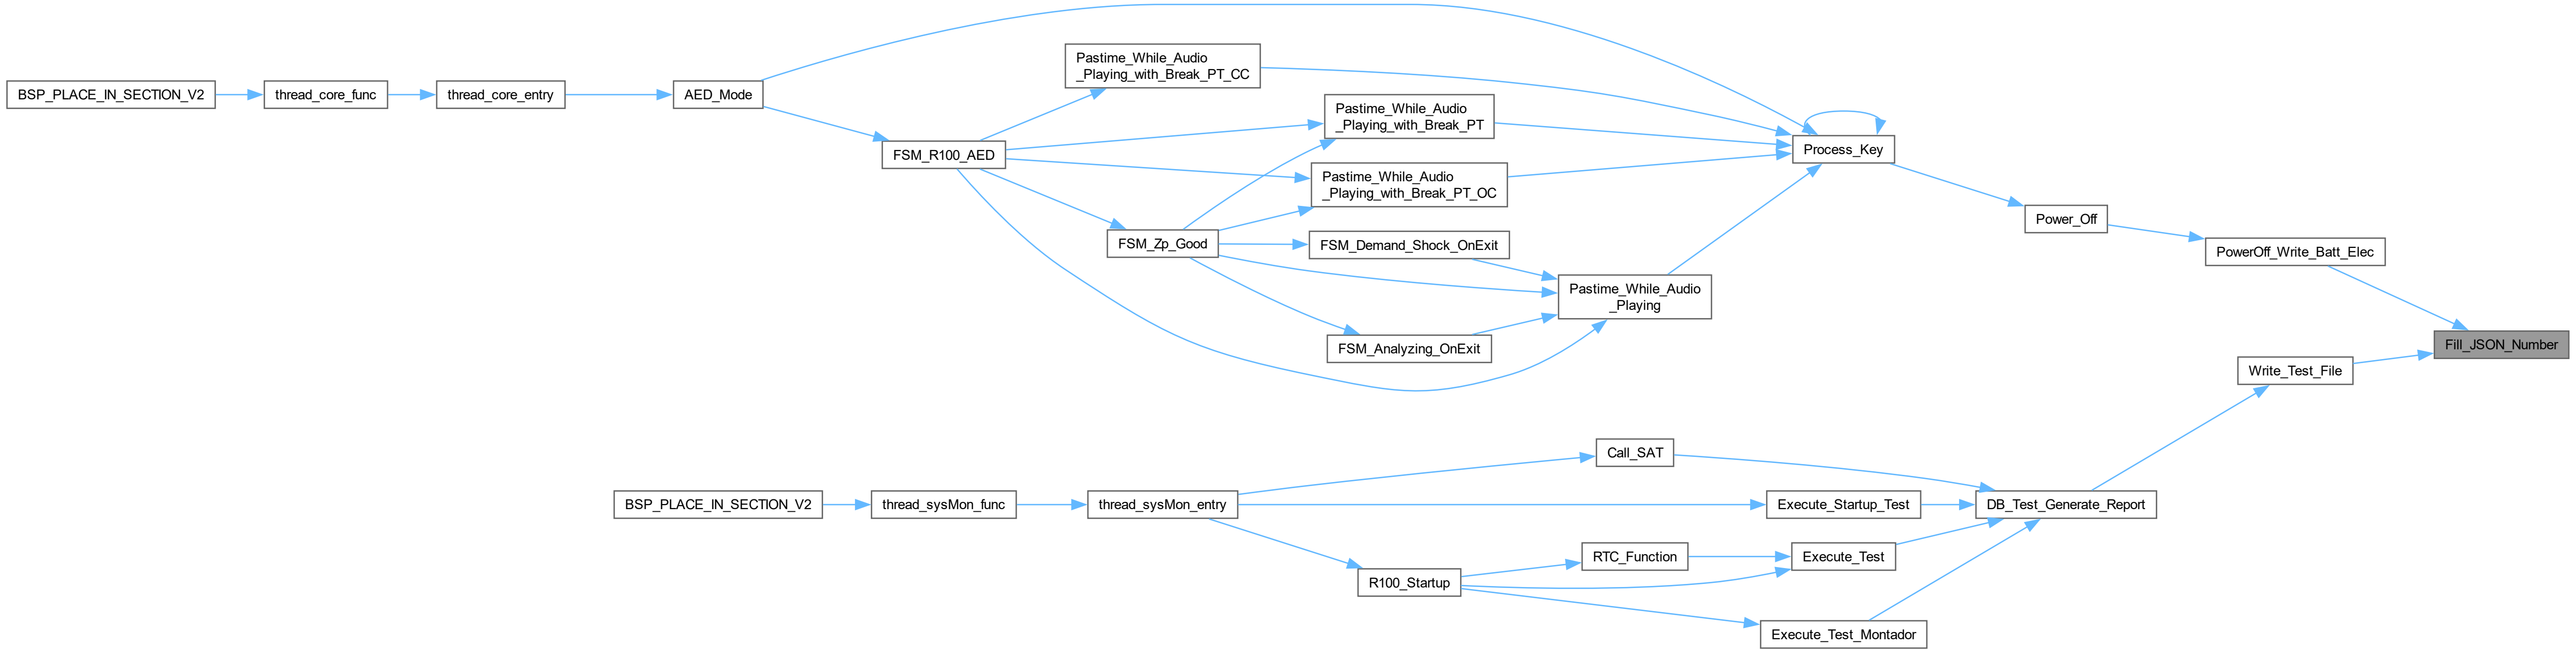 BSP_PLACE_IN_SECTION_V2
thread_core_func
thread_core_entry
AED_Mode
FSM_R100_AED
Pastime_While_Audio
_Playing_with_Break_PT_CC
Pastime_While_Audio
_Playing_with_Break_PT
Pastime_While_Audio
_Playing_with_Break_PT_OC
FSM_Zp_Good
FSM_Demand_Shock_OnExit
FSM_Analyzing_OnExit
Pastime_While_Audio
_Playing
Process_Key
Power_Off
PowerOff_Write_Batt_Elec
Fill_JSON_Number
Write_Test_File
DB_Test_Generate_Report
Call_SAT
Execute_Startup_Test
Execute_Test
Execute_Test_Montador
RTC_Function
R100_Startup
thread_sysMon_entry
thread_sysMon_func
BSP_PLACE_IN_SECTION_V2